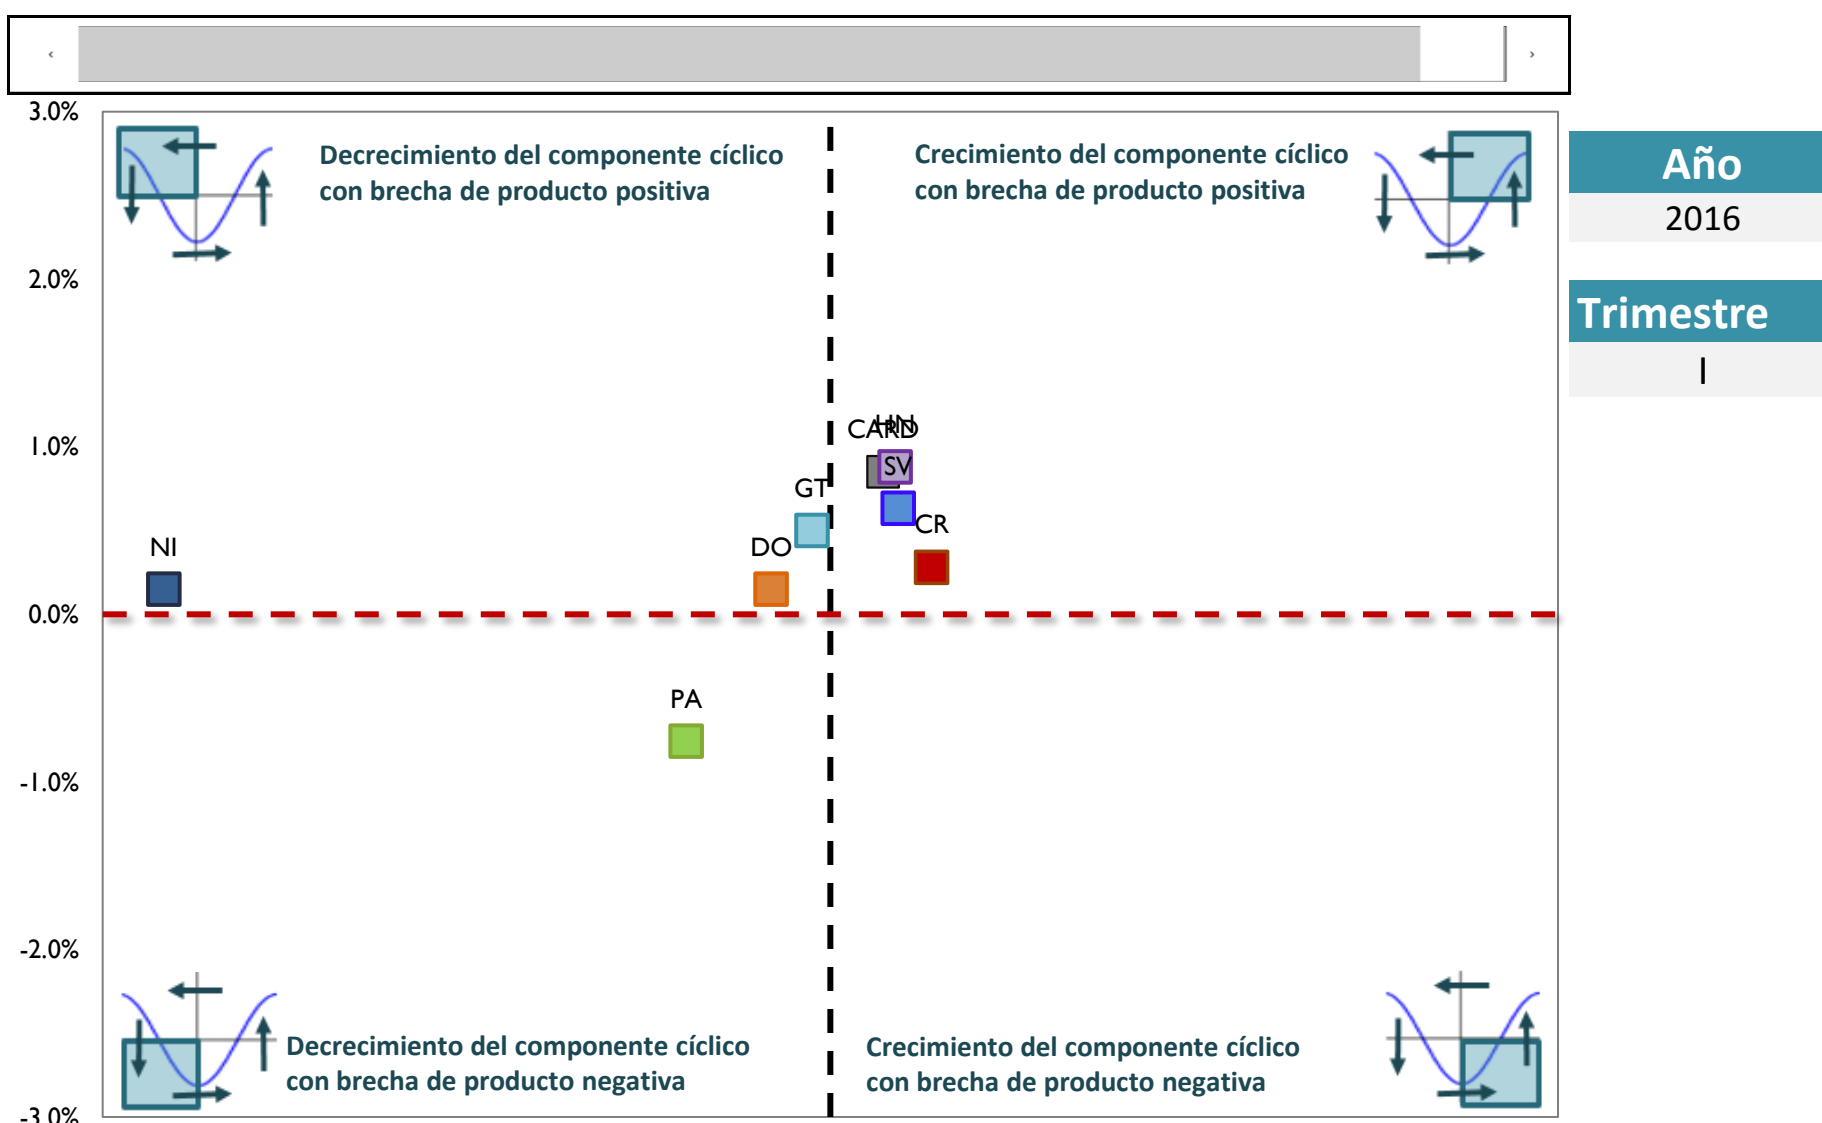 3.0%
Decrecimiento del componente cíclico
con brecha de producto positiva
Crecimiento del componente cíclico
con brecha de producto positiva
Año
2016
2.0%
Trimestre
I
1.0%
CARD
HN
SV
GT
CR
NI
DO
0.0%
PA
-1.0%
-2.0%
Decrecimiento del componente cíclico
con brecha de producto negativa
Crecimiento del componente cíclico
con brecha de producto negativa
-3.0%